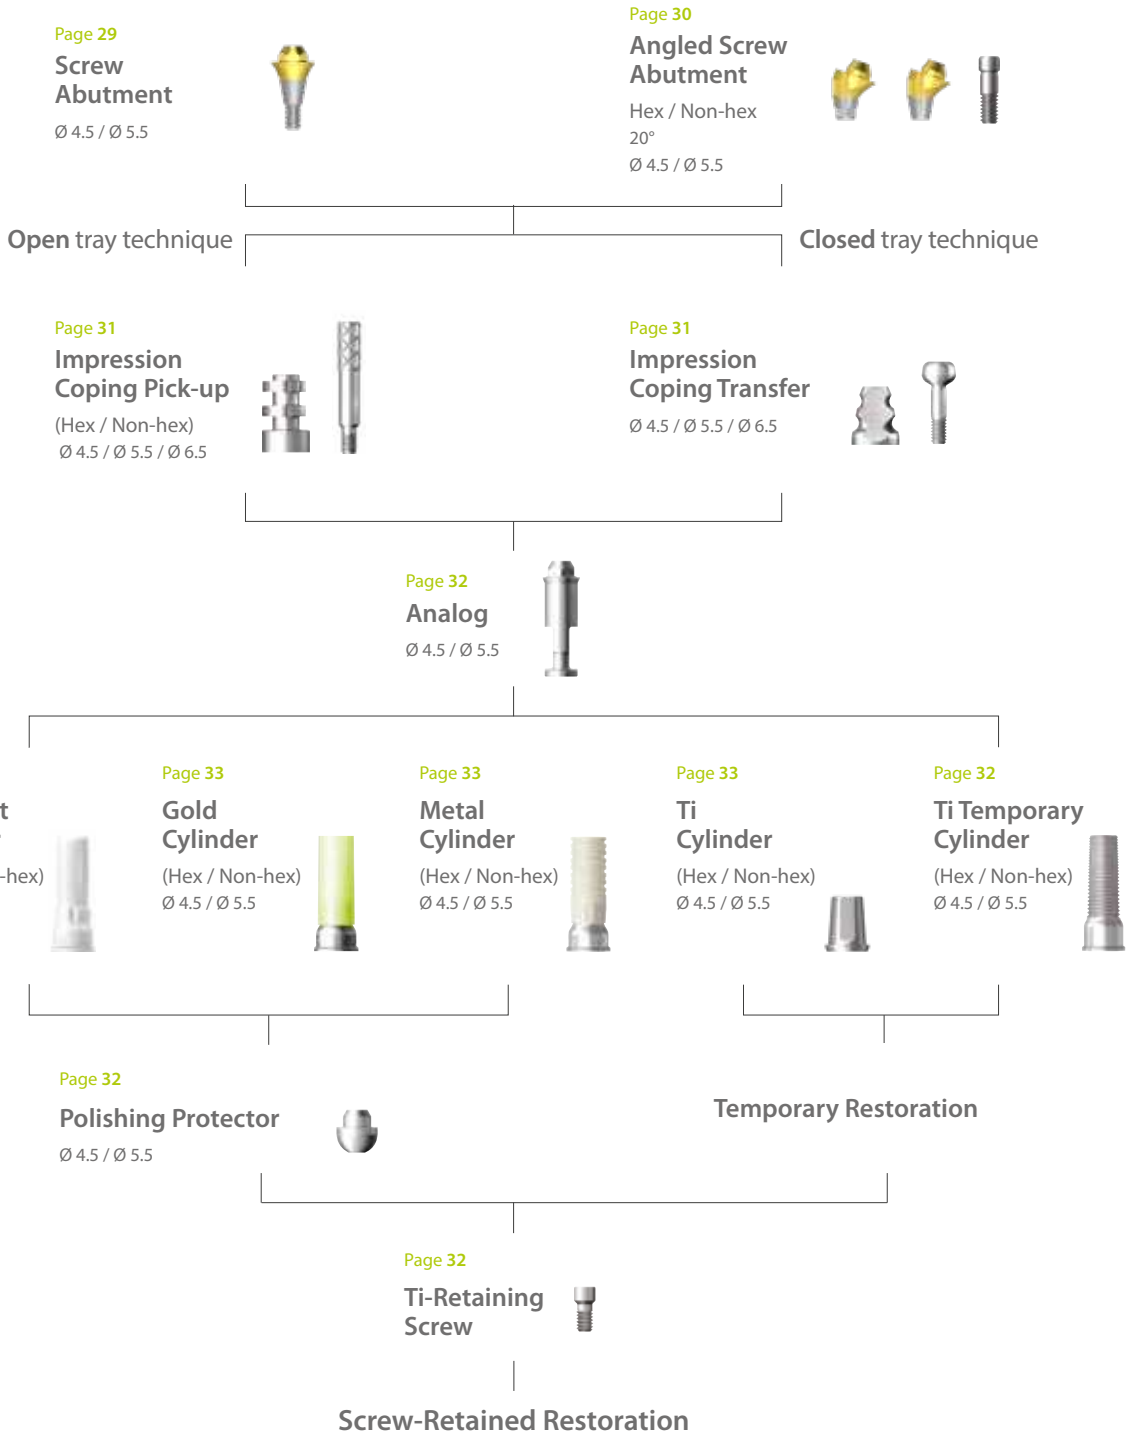 Page 29
Screw
Abutment
Ø 4.5 / Ø 5.5
Page 30
Angled Screw
Abutment
Hex / Non-hex
20°
Ø 4.5 / Ø 5.5
Open tray technique
Closed tray technique
Page 31
Impression
Coping Pick-up
(Hex / Non-hex)
Ø 4.5 / Ø 5.5 / Ø 6.5
Page 31
Impression
Coping Transfer
Ø 4.5 / Ø 5.5 / Ø 6.5
Page 32
Analog
Ø 4.5 / Ø 5.5
t
-hex)
Page 33
Gold
Cylinder
(Hex / Non-hex)
Ø 4.5 / Ø 5.5
Page 33
Metal
Cylinder
(Hex / Non-hex)
Ø 4.5 / Ø 5.5
Page 33
Ti
Cylinder
(Hex / Non-hex)
Ø 4.5 / Ø 5.5
Page 32
Ti Temporary
Cylinder
(Hex / Non-hex)
Ø 4.5 / Ø 5.5
Page 32
Polishing Protector
Ø 4.5 / Ø 5.5
Temporary Restoration
Page 32
Ti-Retaining
Screw
Screw-Retained Restoration